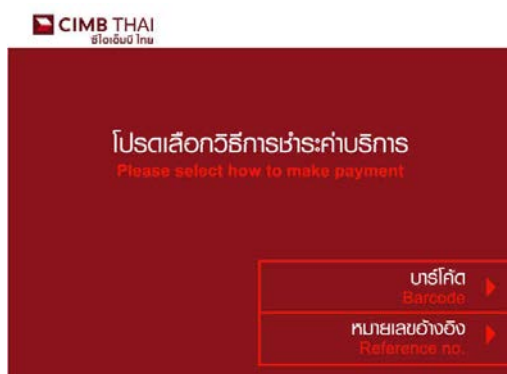 CIMB THAI
ซีไอเอ็มบี ไทย
โปรดเลือกวิธีการชำระค่าบริการ
Please select how to make payment
บาร์โค้ด
Barcode
หมายเลขอ้างอิง
Reference no.